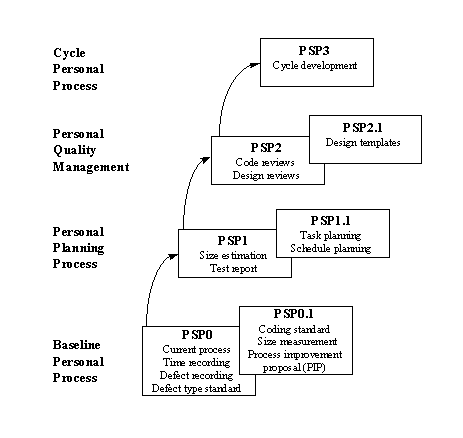 Cycle
Personal
Process
PSP3
Cycle development
Personal
Quality
Management
PSP2
Code reviews
Design reviews
PSP2.1
Design templates
Personal
Planning
Process
PSP1
Size estimation
Test report
PSP1.1
Task planning
Schedule planning
Baseline
Personal
Process
PSP0
Current process
Time recording
Defect recording
Defect type standard
PSP0.1
Coding standard
Size measurement
Process improvement
proposal (PIP)